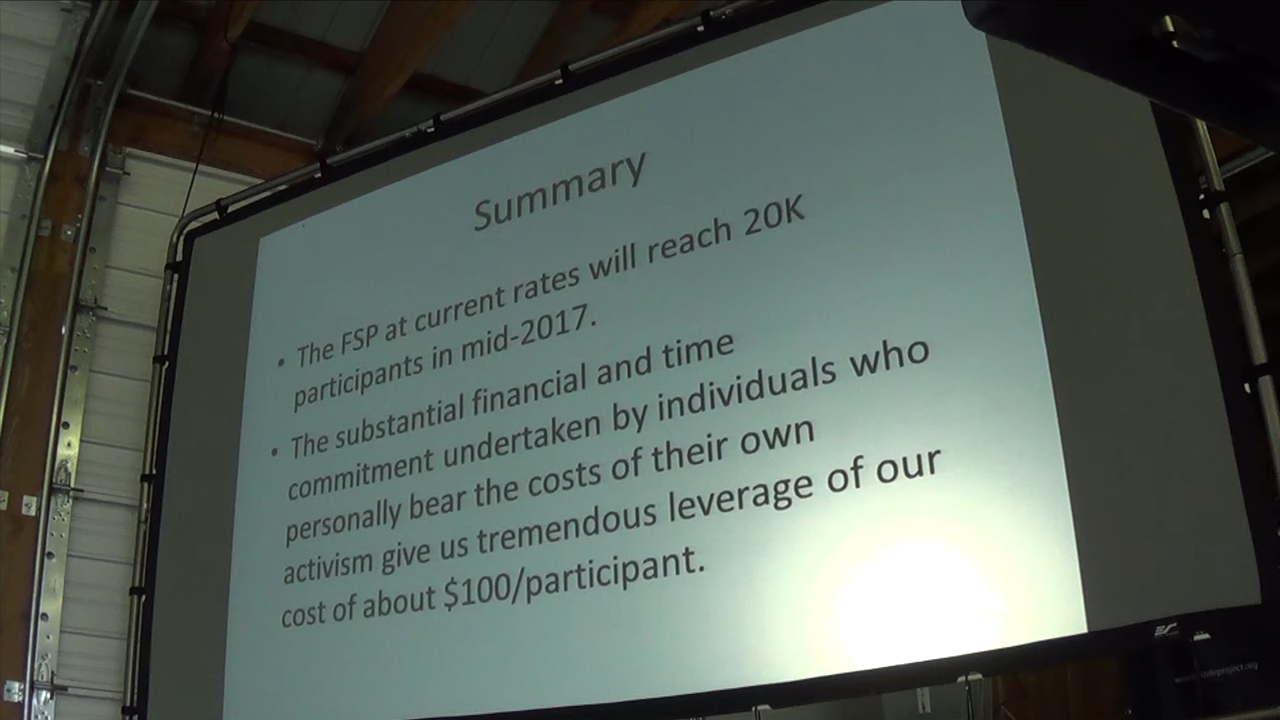 Summary
• The FSP at current rates will reach 20K
participants in mid-2017.
• The substantial financial and time
commitment undertaken by individuals who
personally bear the costs of their own
activism give us tremendous leverage of our
cost of about $100/participant.